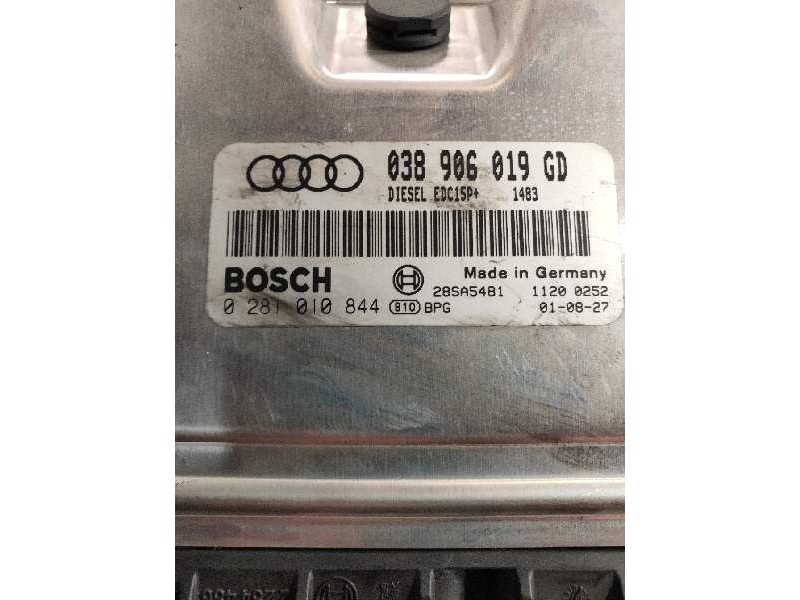 038 906 019 GD
DIESEL EDC15P+ 1483
BOSCH
Made in Germany
28SA5481 1120 0252
0 281 010 844 810 BPG 01-08-27